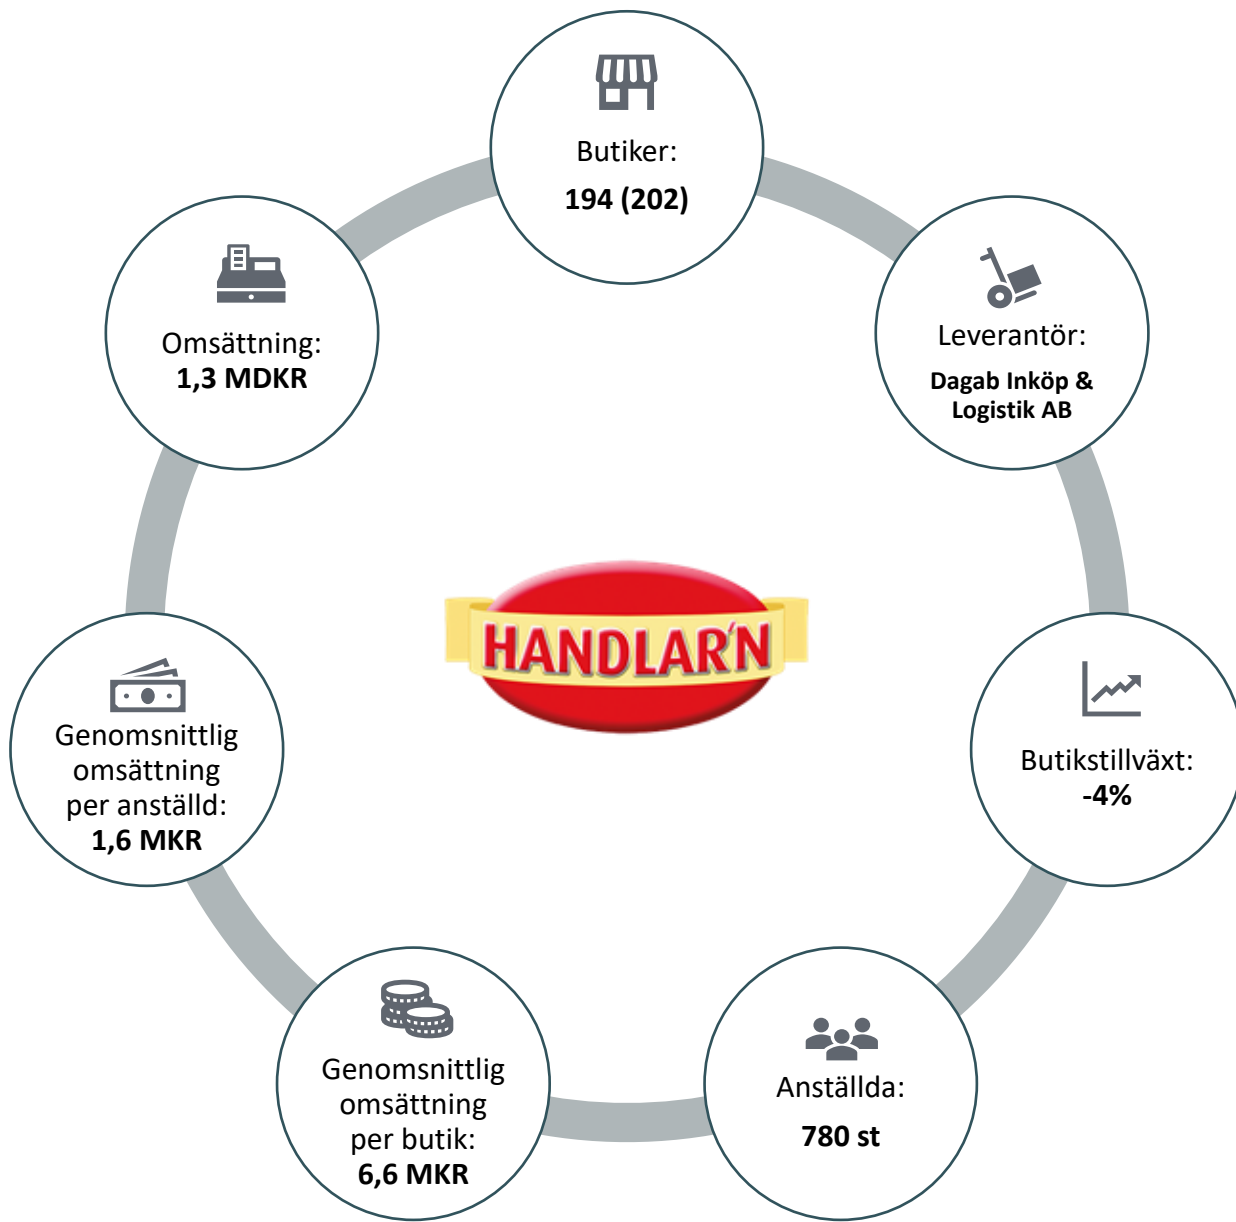 Butiker:
194 (202)
Leverantör:
Dagab Inköp &
Logistik AB
Butikstillväxt:
-4%
Anställda:
780 st
Genomsnittlig
omsättning
per butik:
6,6 MKR
Genomsnittlig
omsättning
per anställd:
1,6 MKR
Omsättning:
1,3 MDKR
HANDLAR'N